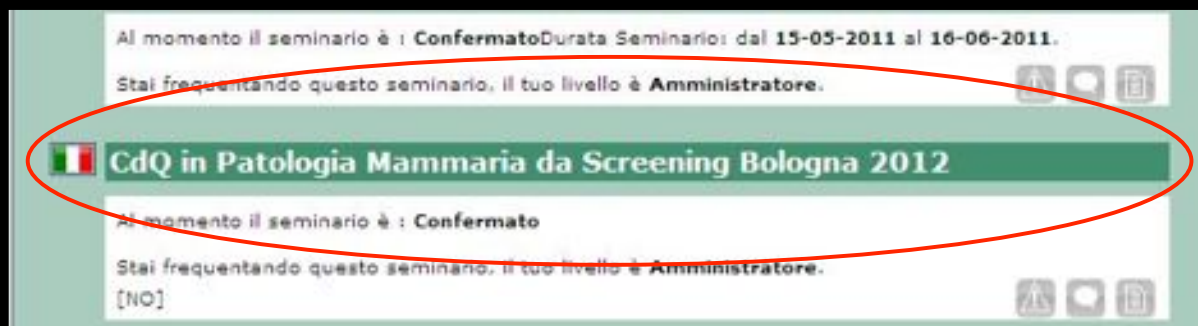 Al momento il seminario è : ConfermatoDurata Seminario: dal 15-05-2011 al 16-06-2011.
Stai frequentando questo seminario, il tuo livello è Amministratore.
CdQ in Patologia Mammaria da Screening Bologna 2012
Al momento il seminario è : Confermato
Stai frequentando questo seminario, il tuo livello è Amministratore.
[NO]